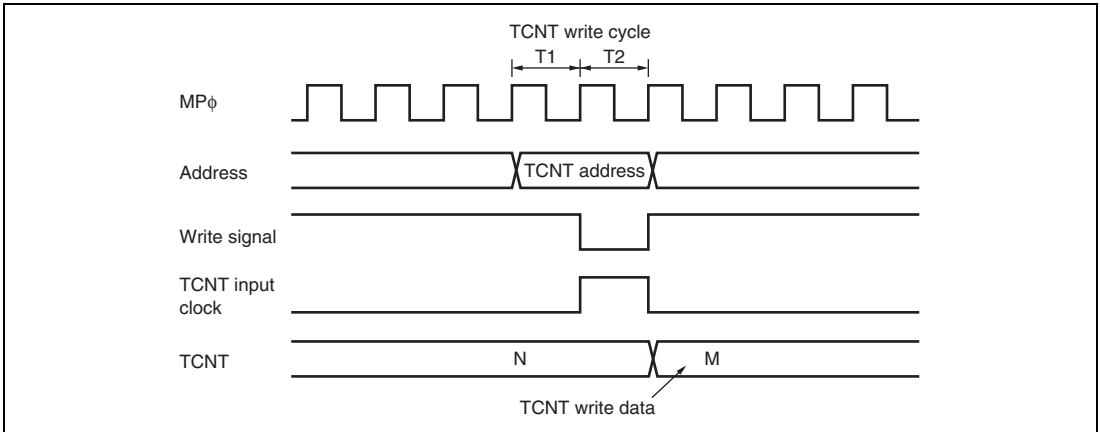 TCNT write cycle
T1 T2
MPϕ
Address
TCNT address
Write signal
TCNT input
clock
TCNT
N
M
TCNT write data